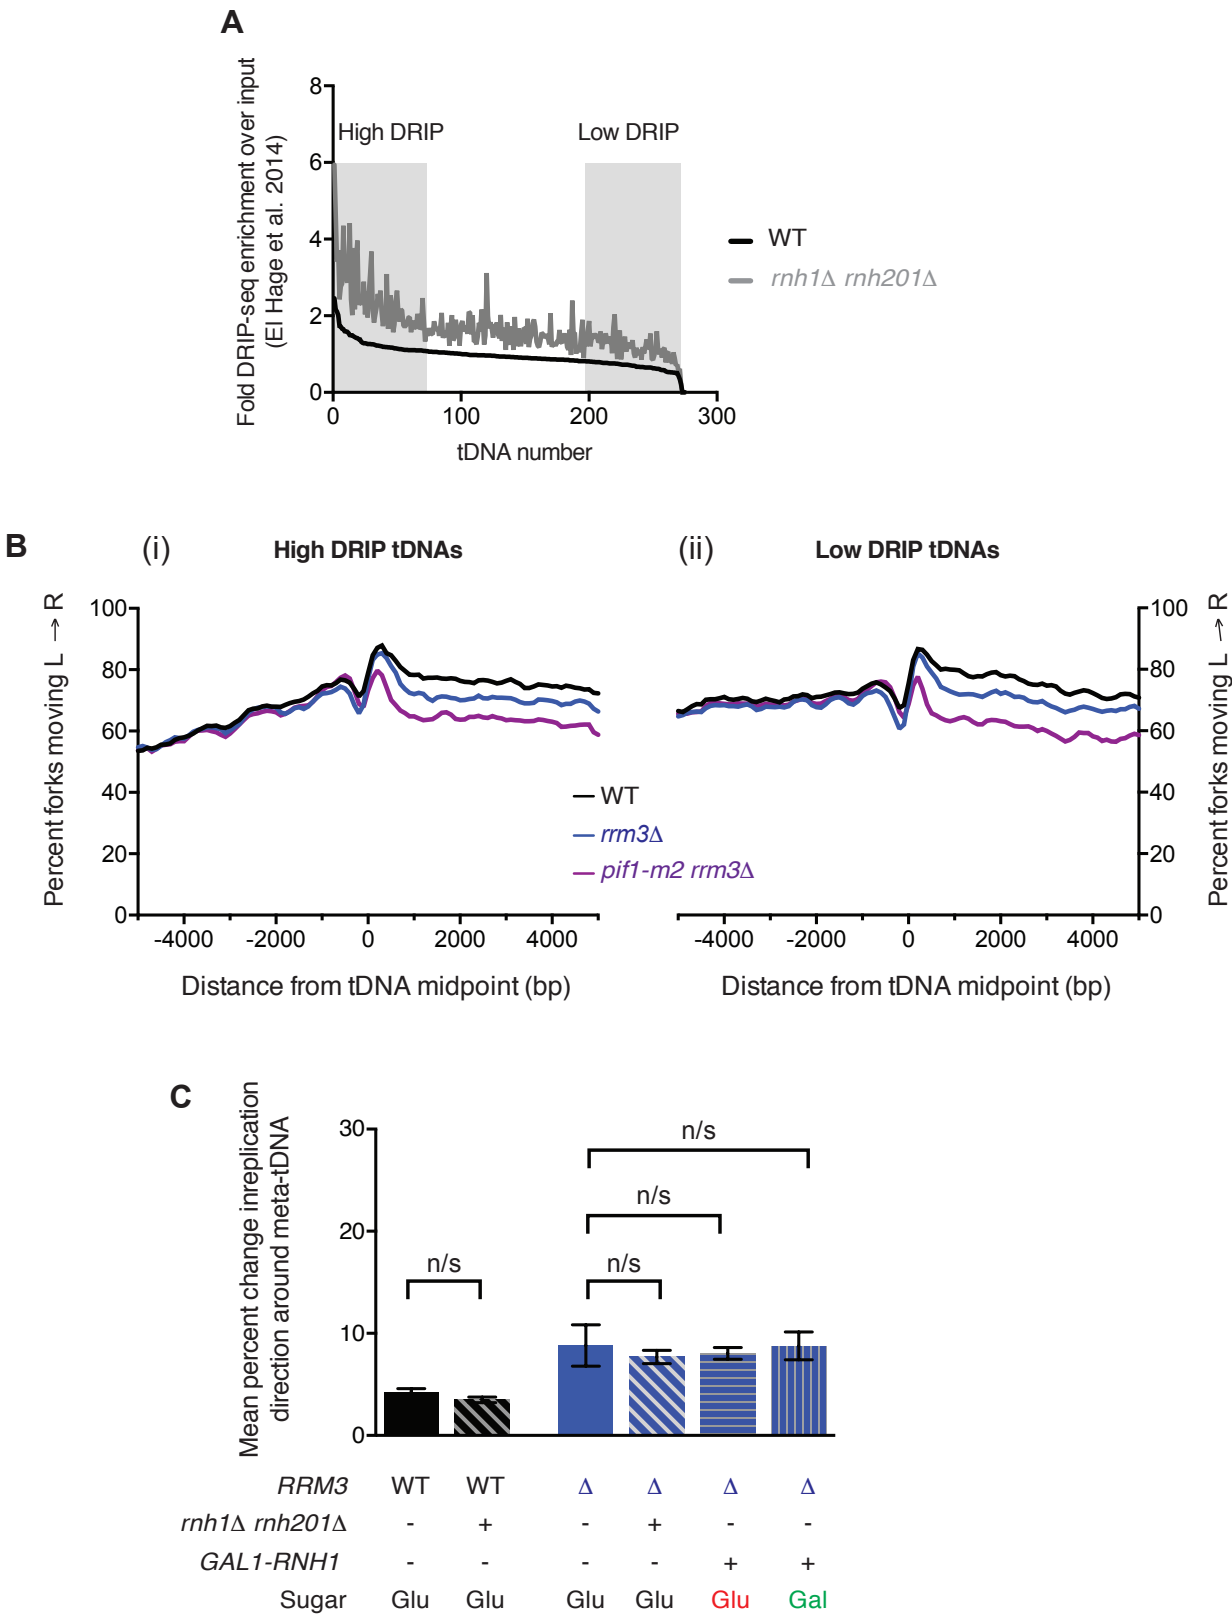 A
Fold DRIP-seq enrichment over input
(El Hage et al. 2014)
8
6
4
2
0
High DRIP
Low DRIP
0
100
200
300
tDNA number
WT
rnh1Δ rnh201Δ
B
(i)
High DRIP tDNAs
Percent forks moving L → R
100
80
60
40
20
0
-4000
-2000
0
2000
4000
Distance from tDNA midpoint (bp)
WT
rrm3Δ
pif1-m2 rrm3Δ
(ii)
Low DRIP tDNAs
100
80
60
40
20
0
Percent forks moving L → R
-4000
-2000
0
2000
4000
Distance from tDNA midpoint (bp)
C
Mean percent change inreplication
direction around meta-tDNA
30
20
10
0
n/s
n/s
n/s
n/s
RRM3 WT WT Δ Δ Δ Δ
rnh1Δ rnh201Δ - + - + - -
GAL1-RNH1 - - - - + +
Sugar Glu Glu Glu Glu Glu Gal